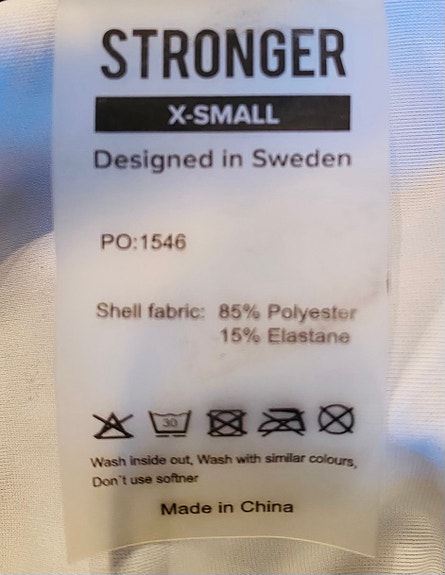 STRONGER
X-SMALL
Designed in Sweden
PO:1546
Shell fabric: 85% Polyester
15% Elastane
30
Wash inside out, Wash with similar colours,
Don't use softner
Made in China